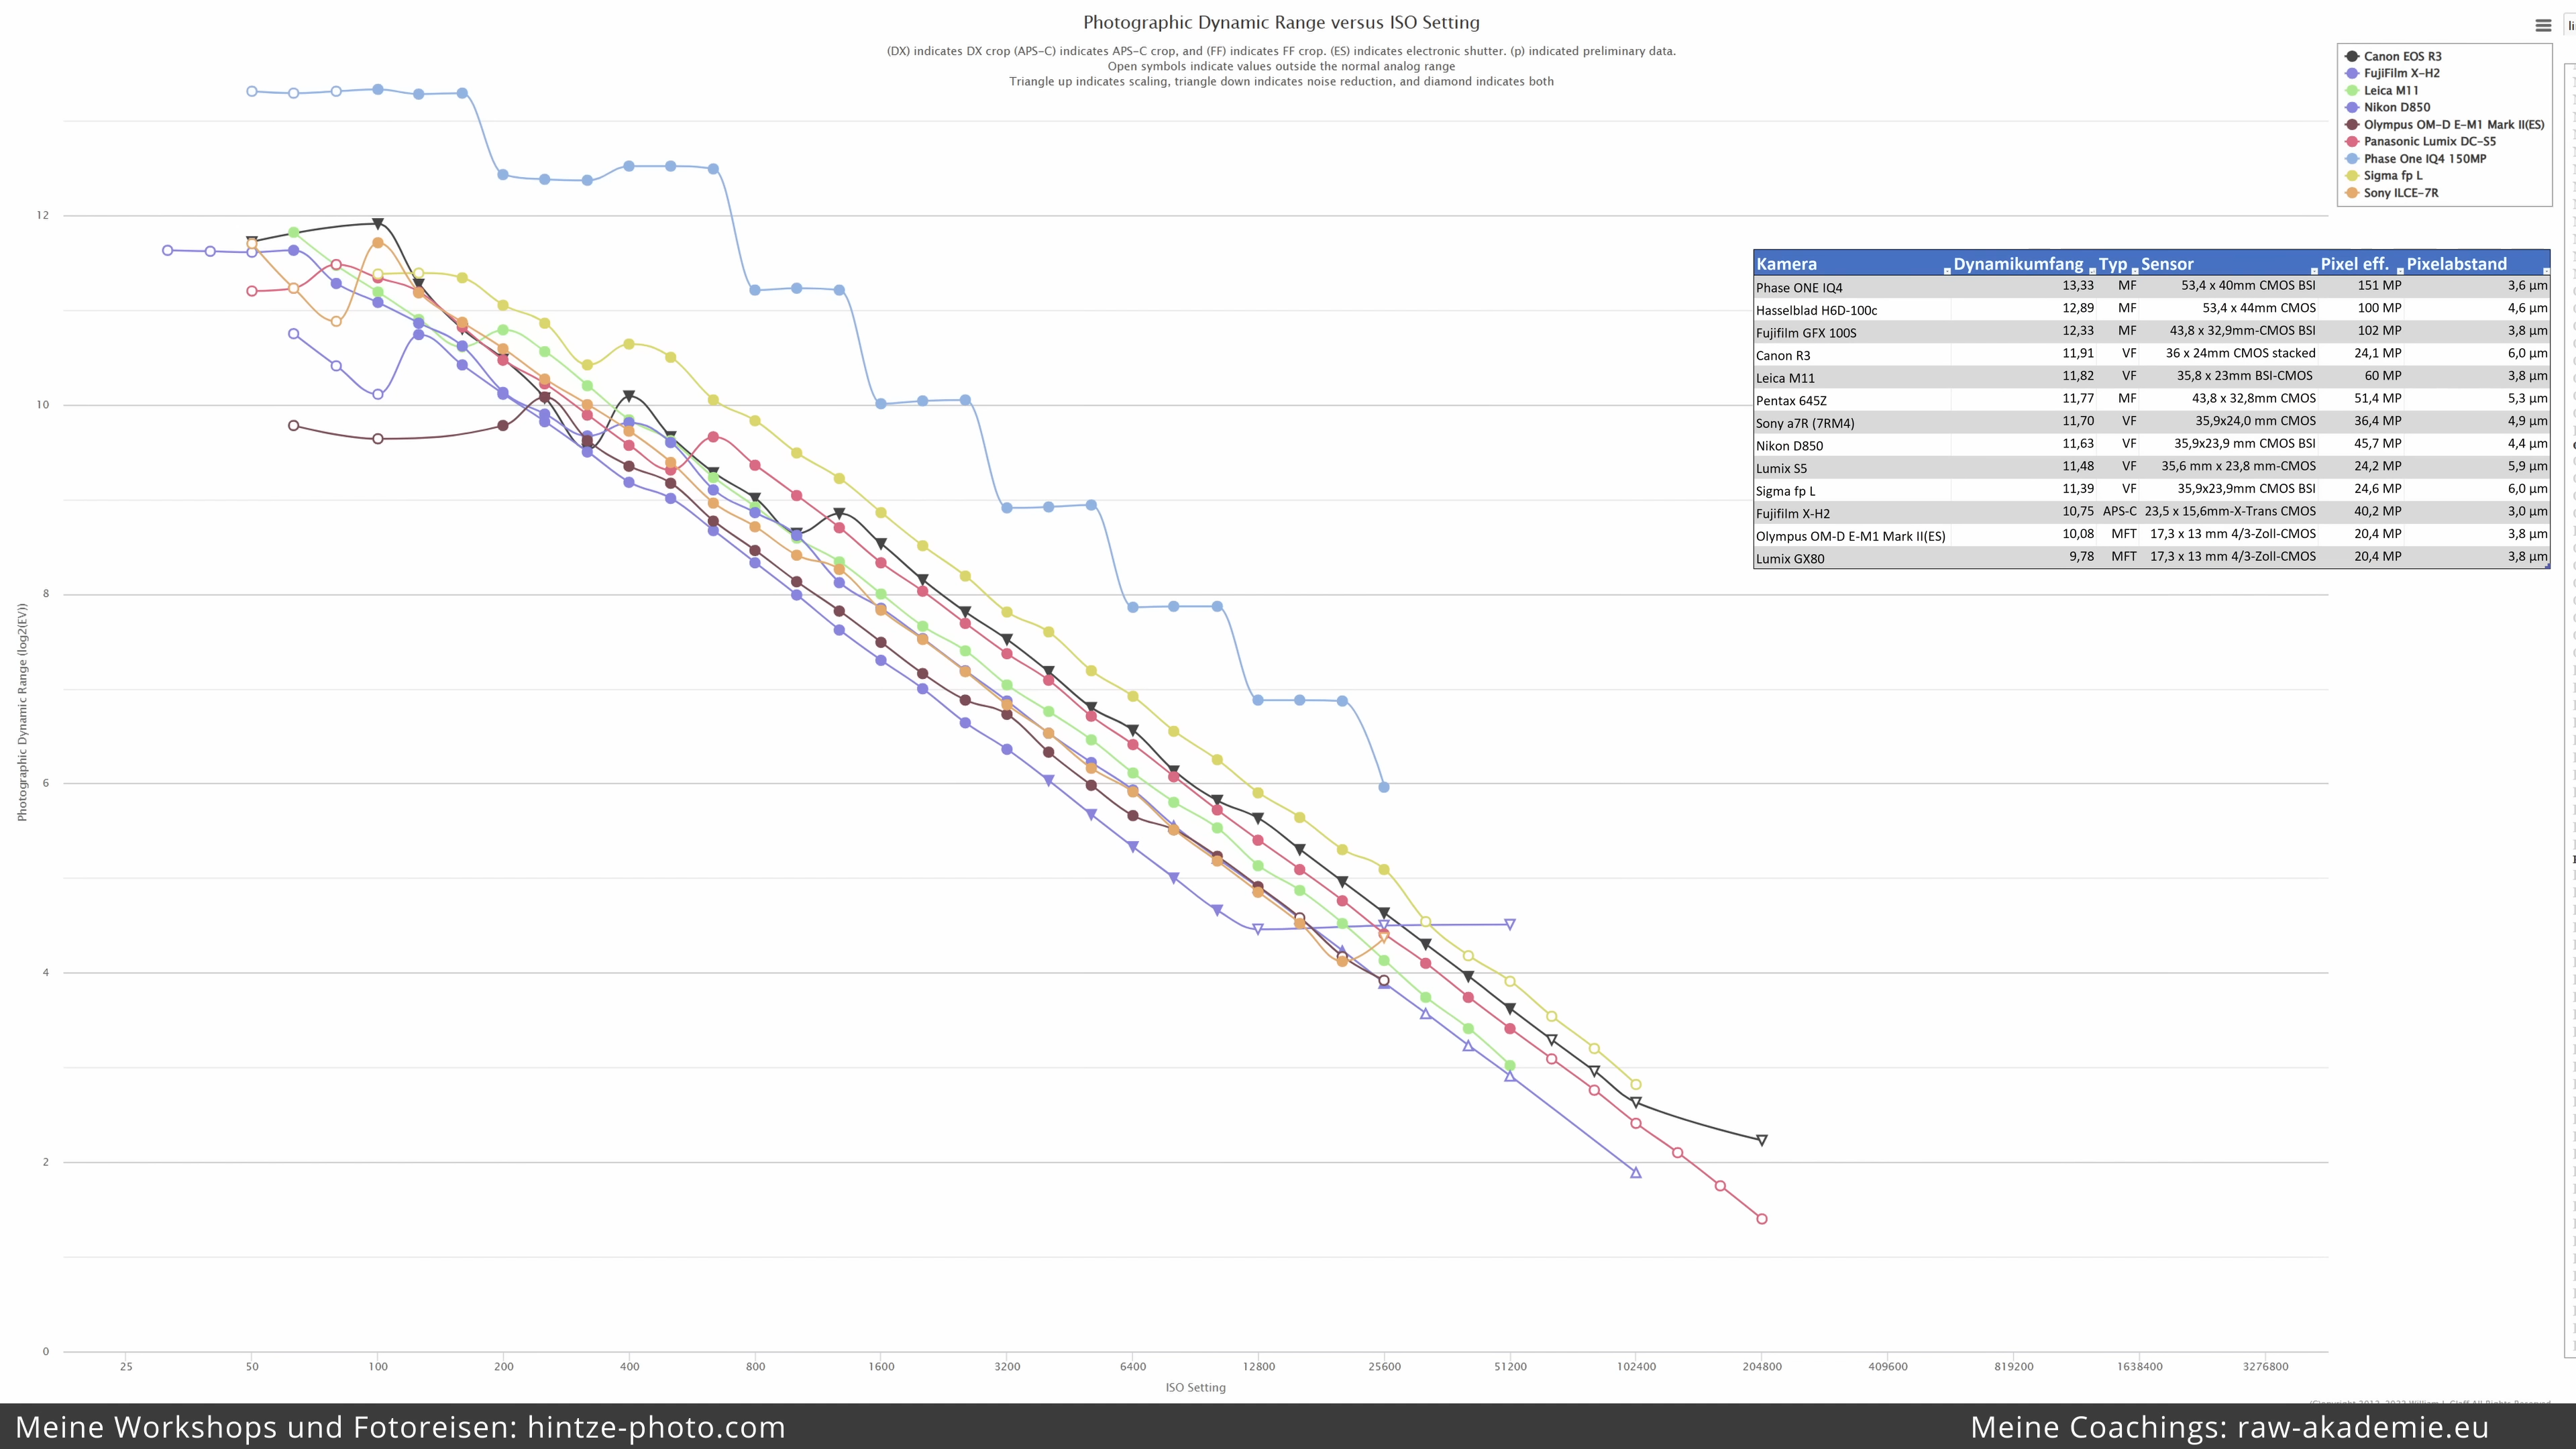 Photographic Dynamic Range versus ISO Setting
(DX) indicates DX crop (APS-C) indicates APS-C crop, and (FF) indicates FF crop. (ES) indicates electronic shutter. (p) indicated preliminary data.
Open symbols indicate values outside the normal analog range
Triangle up indicates scaling, triangle down indicates noise reduction, and diamond indicates both
Canon EOS R3
FujiFilm X-H2
Leica M11
Nikon D850
Olympus OM-D E-M1 Mark II(ES)
Panasonic Lumix DC-S5
Phase One IQ4 150MP
Sigma fp L
Sony ILCE-7R
Kamera Dynamikumfang Typ Sensor Pixel eff. Pixelabstand
Phase ONE IQ4 13,33 MF 53,4 x 40mm CMOS BSI 151 MP 3,6 µm
Hasselblad H6D-100c 12,89 MF 53,4 x 44mm CMOS 100 MP 4,6 µm
Fujifilm GFX 100S 12,33 MF 43,8 x 32,9mm-CMOS BSI 102 MP 3,8 µm
Canon R3 11,91 VF 36 x 24mm CMOS stacked 24,1 MP 6,0 µm
Leica M11 11,82 VF 35,8 x 23mm BSI-CMOS 60 MP 3,8 µm
Pentax 645Z 11,77 MF 43,8 x 32,8mm CMOS 51,4 MP 5,3 µm
Sony a7R (7RM4) 11,70 VF 35,9x24,0 mm CMOS 36,4 MP 4,9 µm
Nikon D850 11,63 VF 35,9x23,9 mm CMOS BSI 45,7 MP 4,4 µm
Lumix S5 11,48 VF 35,6 mm x 23,8 mm-CMOS 24,2 MP 5,9 µm
Sigma fp L 11,39 VF 35,9x23,9mm CMOS BSI 24,6 MP 6,0 µm
Fujifilm X-H2 10,75 APS-C 23,5 x 15,6mm-X-Trans CMOS 40,2 MP 3,0 µm
Olympus OM-D E-M1 Mark II(ES) 10,08 MFT 17,3 x 13 mm 4/3-Zoll-CMOS 20,4 MP 3,8 µm
Lumix GX80 9,78 MFT 17,3 x 13 mm 4/3-Zoll-CMOS 20,4 MP 3,8 µm
Photographic Dynamic Range (log2(EV))
12
10
8
6
4
2
0
25 50 100 200 400 800 1600 3200 6400 12800 25600 51200 102400 204800 409600 819200 1638400 3276800
ISO Setting
Meine Workshops und Fotoreisen: hintze-photo.com
Meine Coachings: raw-akademie.eu